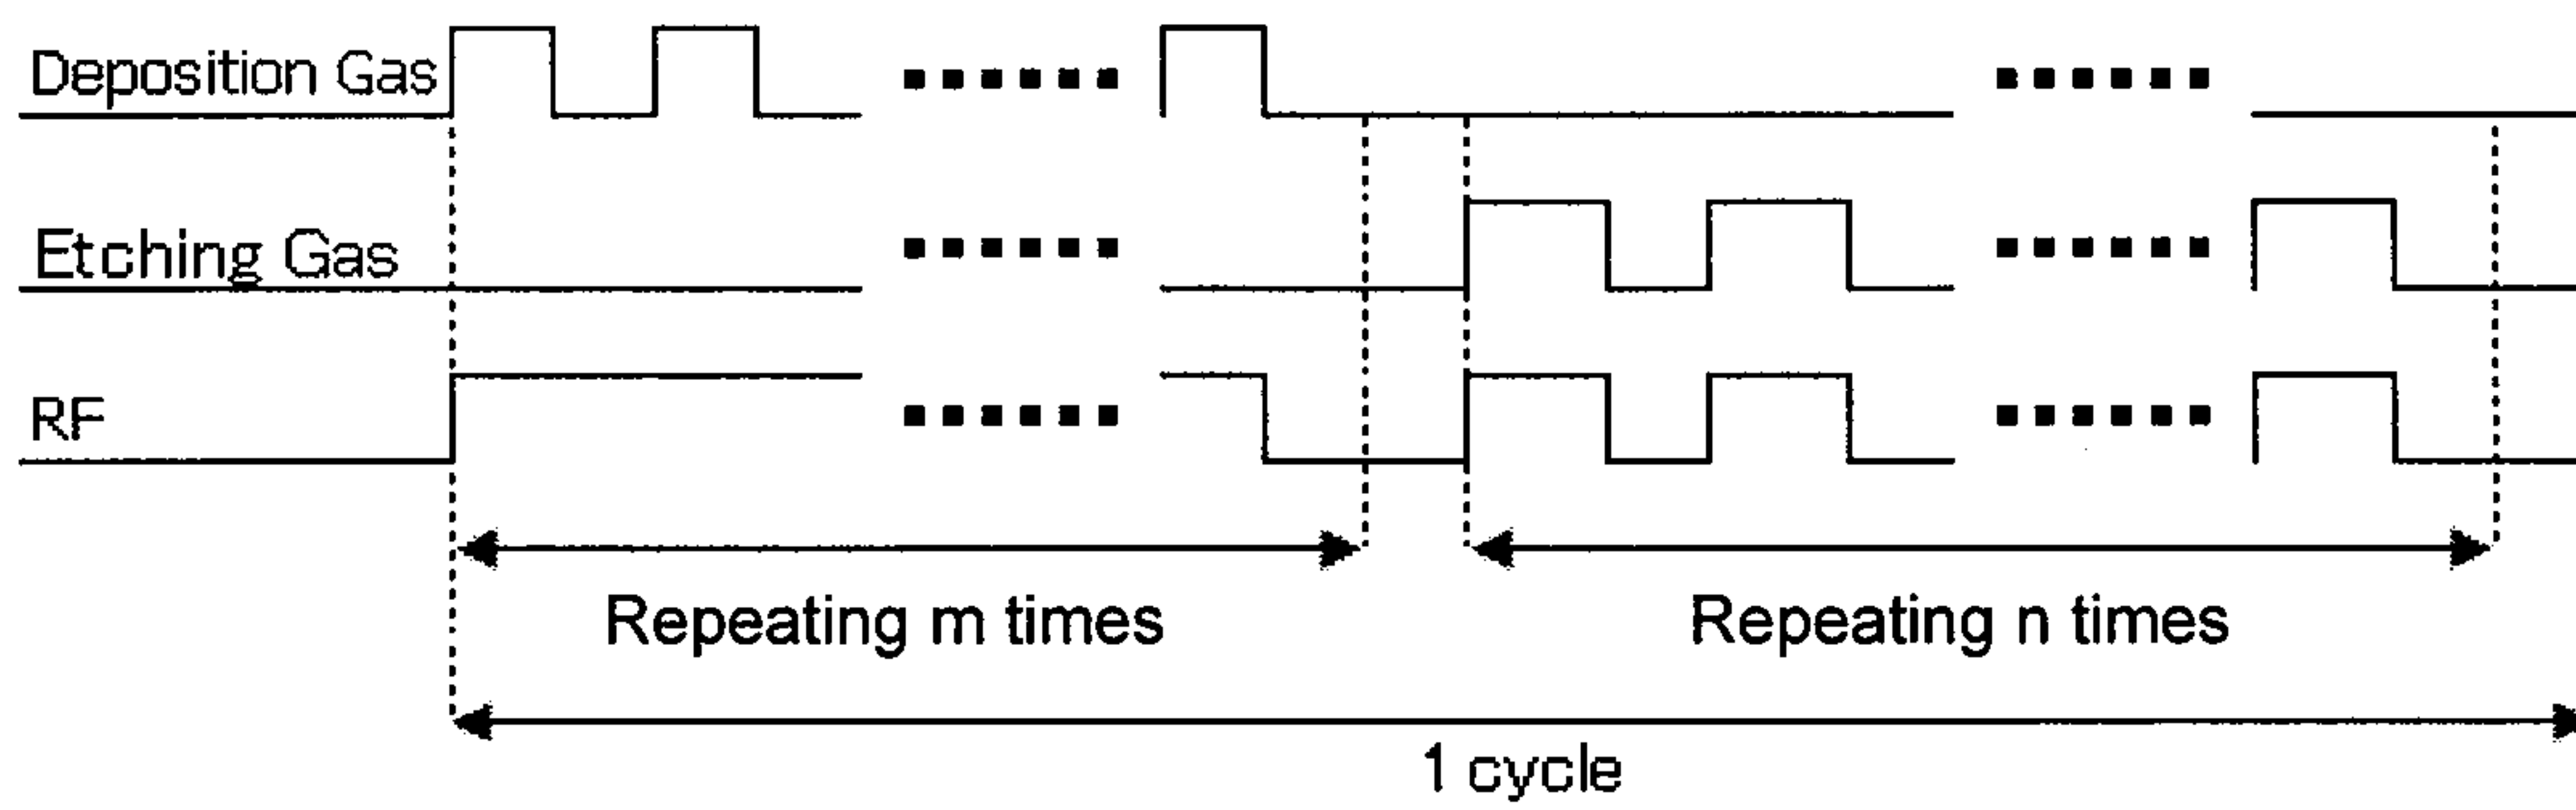 Deposition Gas
Etching Gas
RF
Repeating m times
Repeating n times
1 cycle